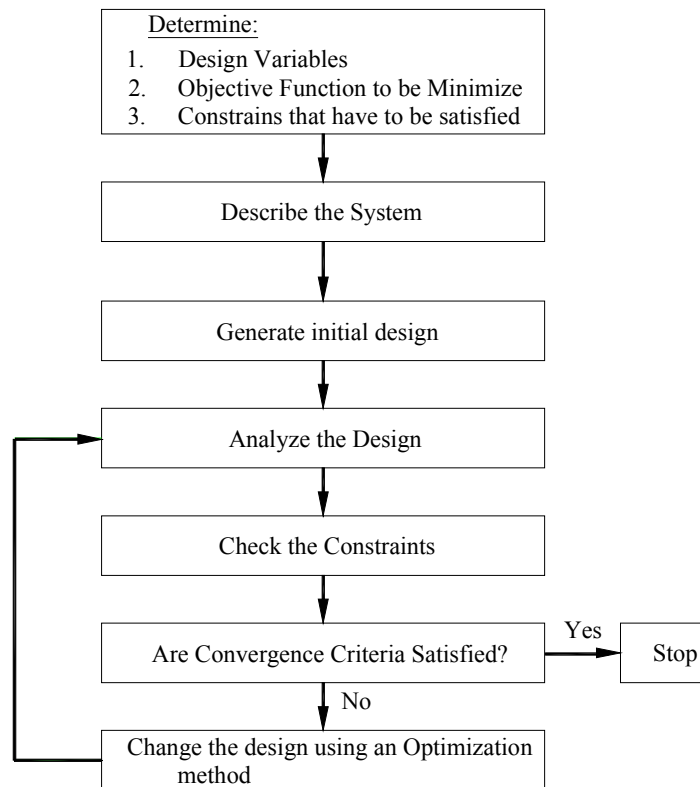 Determine:
1. Design Variables
2. Objective Function to be Minimize
3. Constrains that have to be satisfied
Describe the System
Generate initial design
Analyze the Design
Check the Constraints
Are Convergence Criteria Satisfied?
Yes
Stop
No
Change the design using an Optimization
method